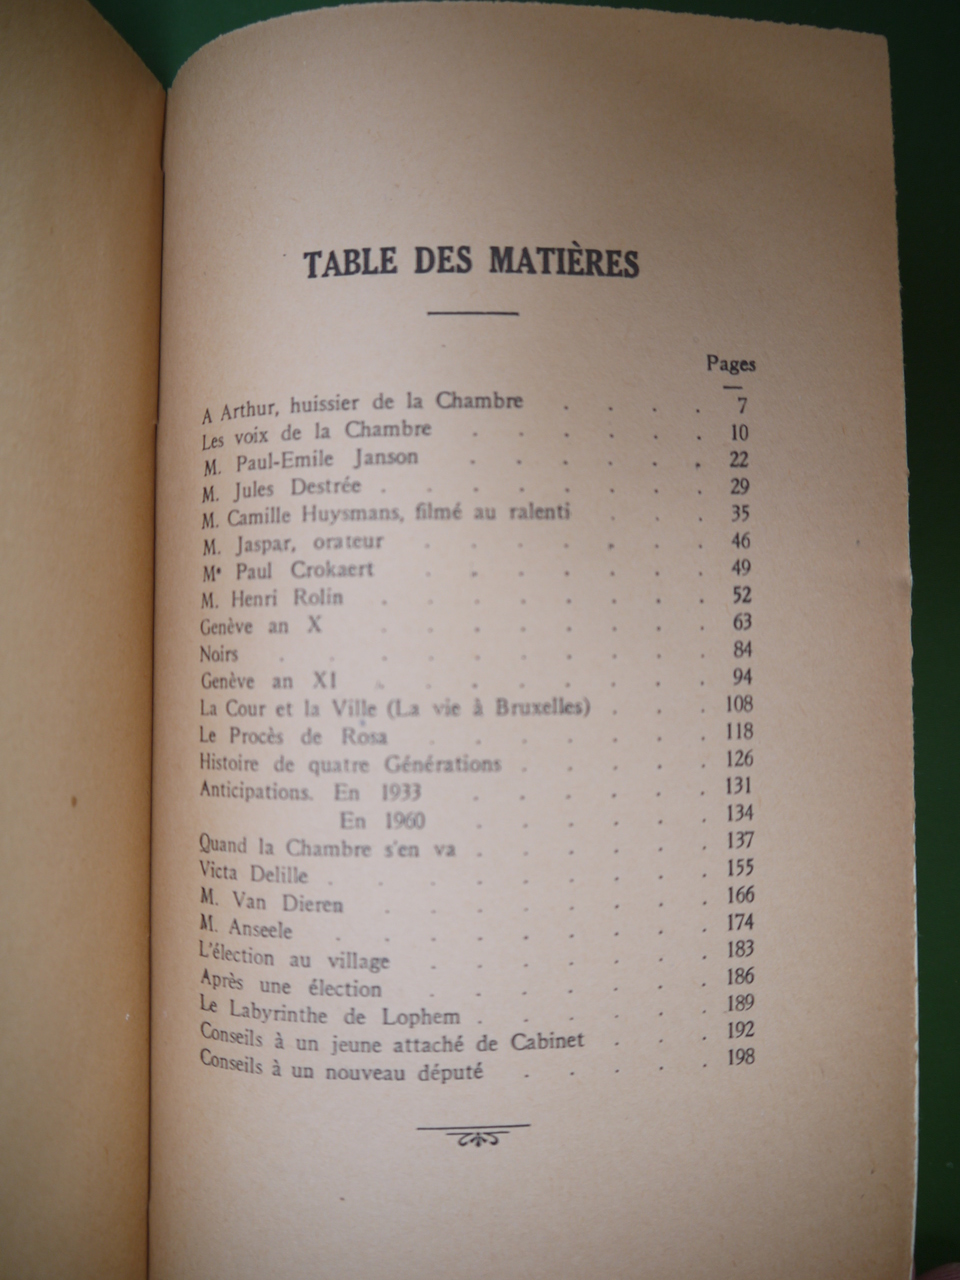 TABLE DES MATIÈRES
Pages
A Arthur, huissier de la Chambre . . . . 7
Les voix de la Chambre . . . . . . 10
M. Paul-Emile Janson . . . . . . 22
M. Jules Destrée . . . . . . . . 29
M. Camille Huysmans, filmé au ralenti . . . 35
M. Jaspar, orateur . . . . . . . 46
Me Paul Crokaert . . . . . . . 49
M. Henri Rolin . . . . . . . . 52
Genève an X . . . . . . . . 63
Noirs . . . . . . . . . . 84
Genève an XI . . . . . . . . 94
La Cour et la Ville (La vie à Bruxelles) . . . 108
Le Procès de Rosa . . . . . . . 118
Histoire de quatre Générations . . . . . 126
Anticipations. En 1933 . . . . . . 131
En 1960 . . . . . . 134
Quand la Chambre s'en va . . . . . . 137
Victa Delille . . . . . . . . . 155
M. Van Dieren . . . . . . . . 166
M. Anseele . . . . . . . . . 174
L'élection au village . . . . . . . 183
Après une élection . . . . . . . 186
Le Labyrinthe de Lophem . . . . . . 189
Conseils à un jeune attaché de Cabinet . . . 192
Conseils à un nouveau député . . . . . 198